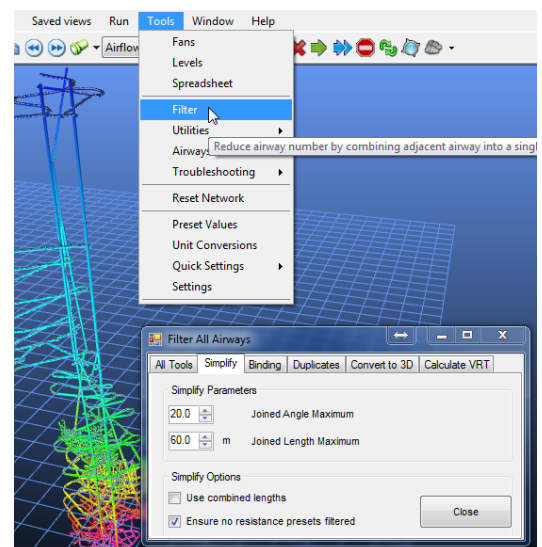 Saved views Run Tools Window Help
Airflow
Fans
Levels
Spreadsheet
Filter
Utilities
Reduce airway number by combining adjacent airway into a singl
Airways
Troubleshooting
Reset Network
Preset Values
Unit Conversions
Quick Settings
Settings
Filter All Airways
All Tools Simplify Binding Duplicates Convert to 3D Calculate VRT
Simplify Parameters
20.0 Joined Angle Maximum
60.0 m Joined Length Maximum
Simplify Options
Use combined lengths
Ensure no resistance presets filtered
Close